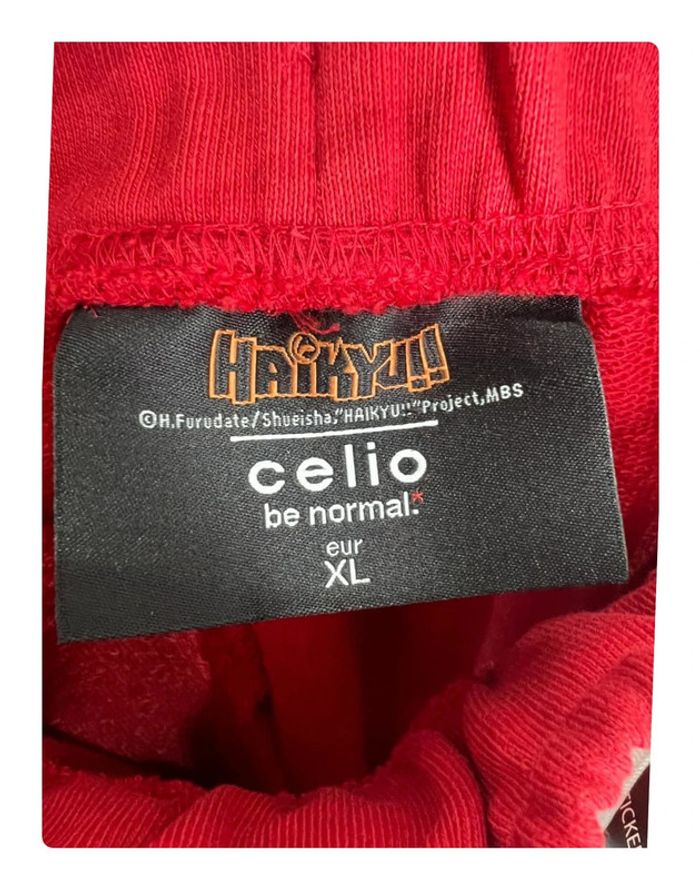 HAIKYU!!
©H.Furudate/Shueisha,"HAIKYU!!"Project,MBS
celio
be normal.*
eur
XL